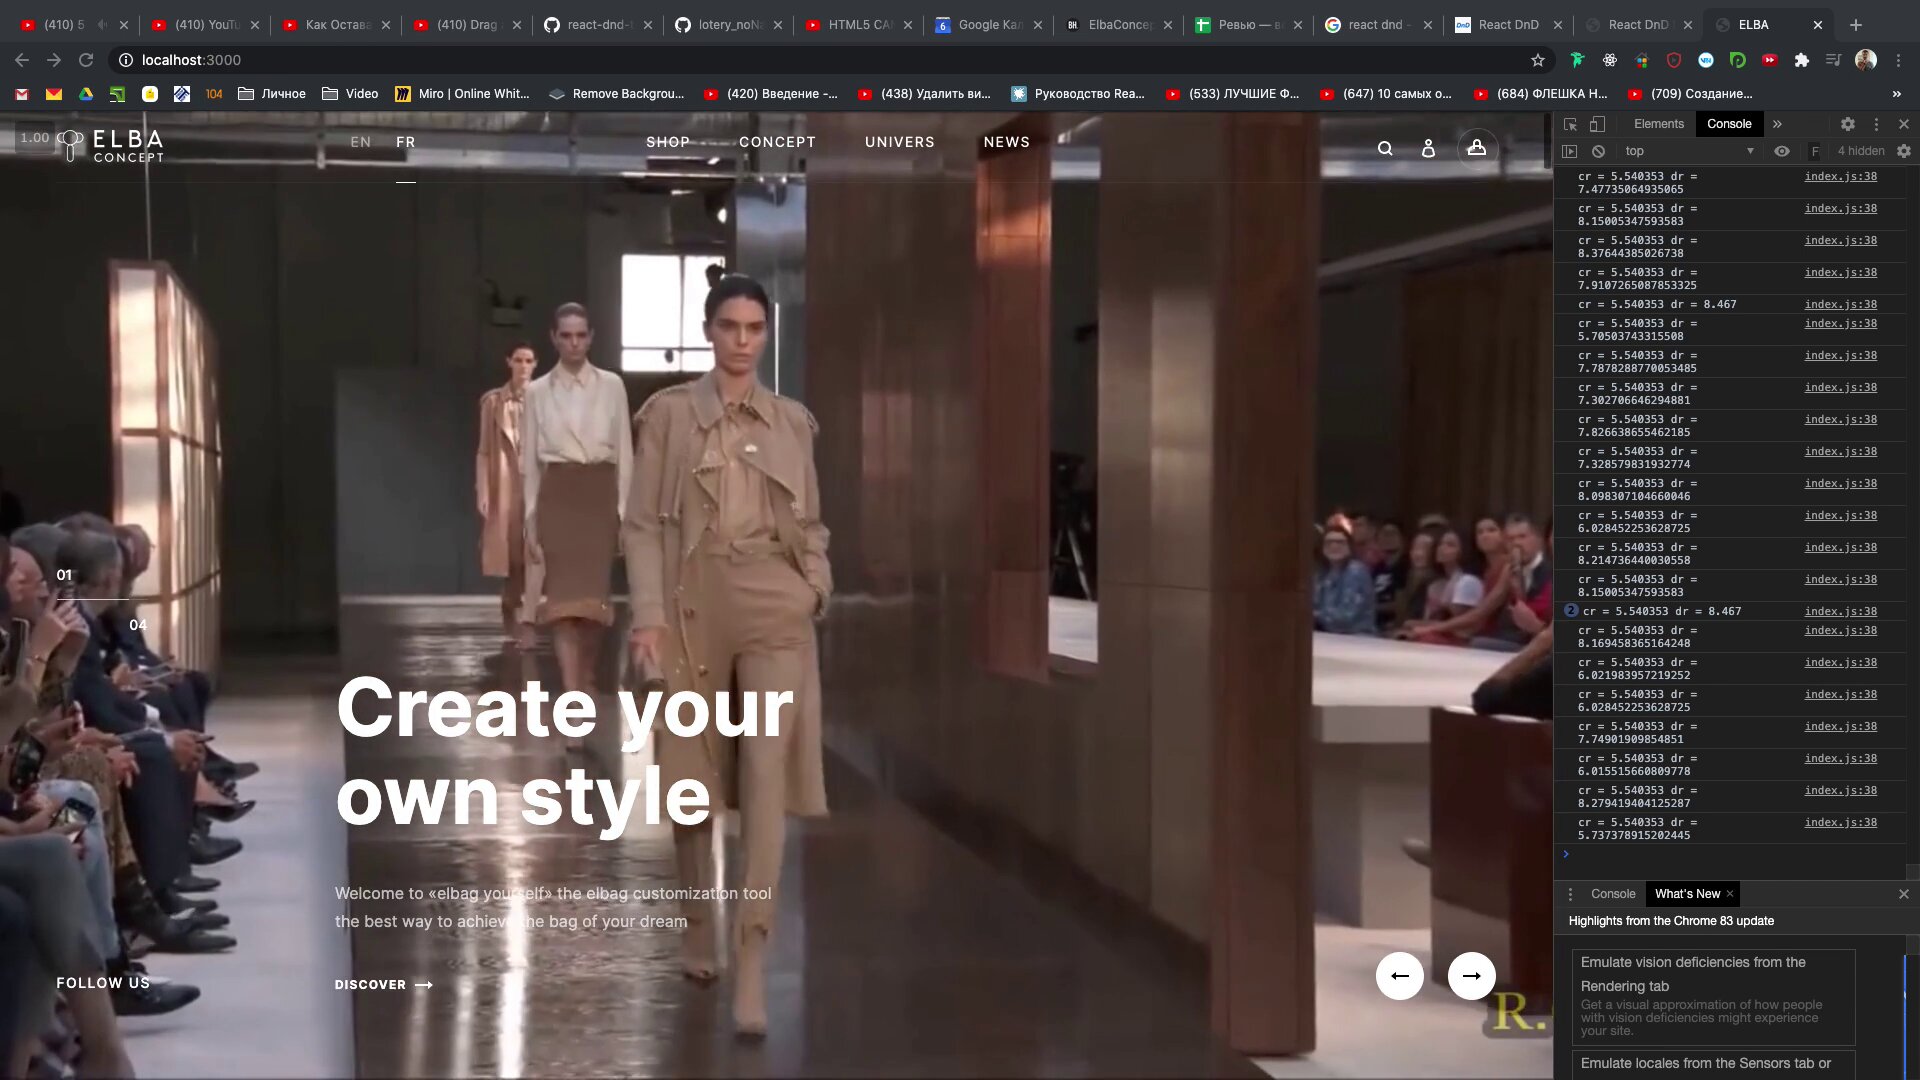 (410) 5
(410) YouTu
Как Остава
(410) Drag
react-dnd-t
lotery_noNa
HTML5 CAN
Google Кал
ElbaConcep
Ревью — в
react dnd -
React DnD
React DnD
ELBA
localhost:3000
104
Личное
Video
Miro | Online Whit...
Remove Backgrou...
(420) Введение -...
(438) Удалить ви...
Руководство Rea...
(533) ЛУЧШИЕ Ф...
(647) 10 самых о...
(684) ФЛЕШКА Н...
(709) Создание...
»
1.00
ELBA
CONCEPT
EN FR
SHOP CONCEPT UNIVERS NEWS
01
04
Create your
own style
Welcome to «elbag yourself» the elbag customization tool
the best way to achieve the bag of your dream
DISCOVER
FOLLOW US
R.
Elements Console »
top
F
4 hidden
cr = 5.540353 dr = index.js:38
7.47735064935065
cr = 5.540353 dr = index.js:38
8.15005347593583
cr = 5.540353 dr = index.js:38
8.37644385026738
cr = 5.540353 dr = index.js:38
7.9107265087853325
cr = 5.540353 dr = 8.467 index.js:38
cr = 5.540353 dr = index.js:38
5.70503743315508
cr = 5.540353 dr = index.js:38
7.7878288770053485
cr = 5.540353 dr = index.js:38
7.302706646294881
cr = 5.540353 dr = index.js:38
7.826638655462185
cr = 5.540353 dr = index.js:38
7.328579831932774
cr = 5.540353 dr = index.js:38
8.098307104660046
cr = 5.540353 dr = index.js:38
6.028452253628725
cr = 5.540353 dr = index.js:38
8.214736440030558
cr = 5.540353 dr = index.js:38
8.15005347593583
2 cr = 5.540353 dr = 8.467 index.js:38
cr = 5.540353 dr = index.js:38
8.169458365164248
cr = 5.540353 dr = index.js:38
6.021983957219252
cr = 5.540353 dr = index.js:38
6.028452253628725
cr = 5.540353 dr = index.js:38
7.74901909854851
cr = 5.540353 dr = index.js:38
6.015515660809778
cr = 5.540353 dr = index.js:38
8.279419404125287
cr = 5.540353 dr = index.js:38
5.737378915202445
Console What's New
Highlights from the Chrome 83 update
Emulate vision deficiencies from the
Rendering tab
Get a visual approximation of how people
with vision deficiencies might experience
your site.
Emulate locales from the Sensors tab or